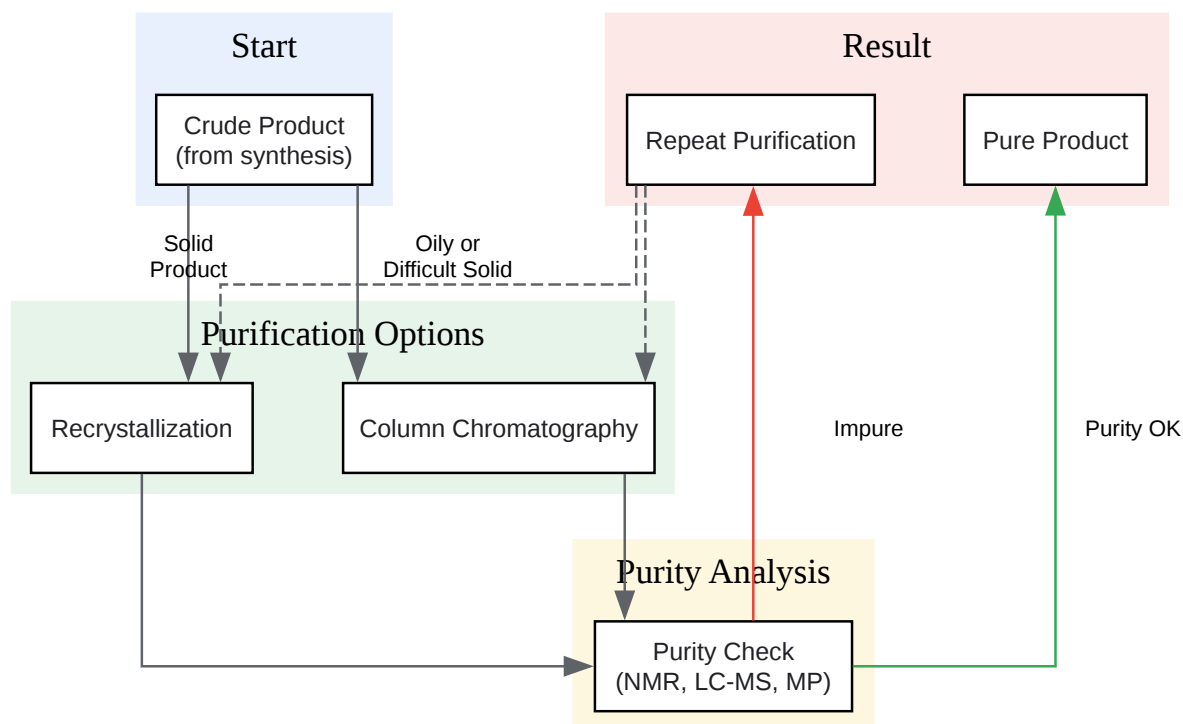 Start
Result
Crude Product
(from synthesis)
Repeat Purification
Pure Product
Solid
Product
Oily or
Difficult Solid
Purification Options
Recrystallization
Column Chromatography
Impure
Purity OK
Purity Analysis
Purity Check
(NMR, LC-MS, MP)